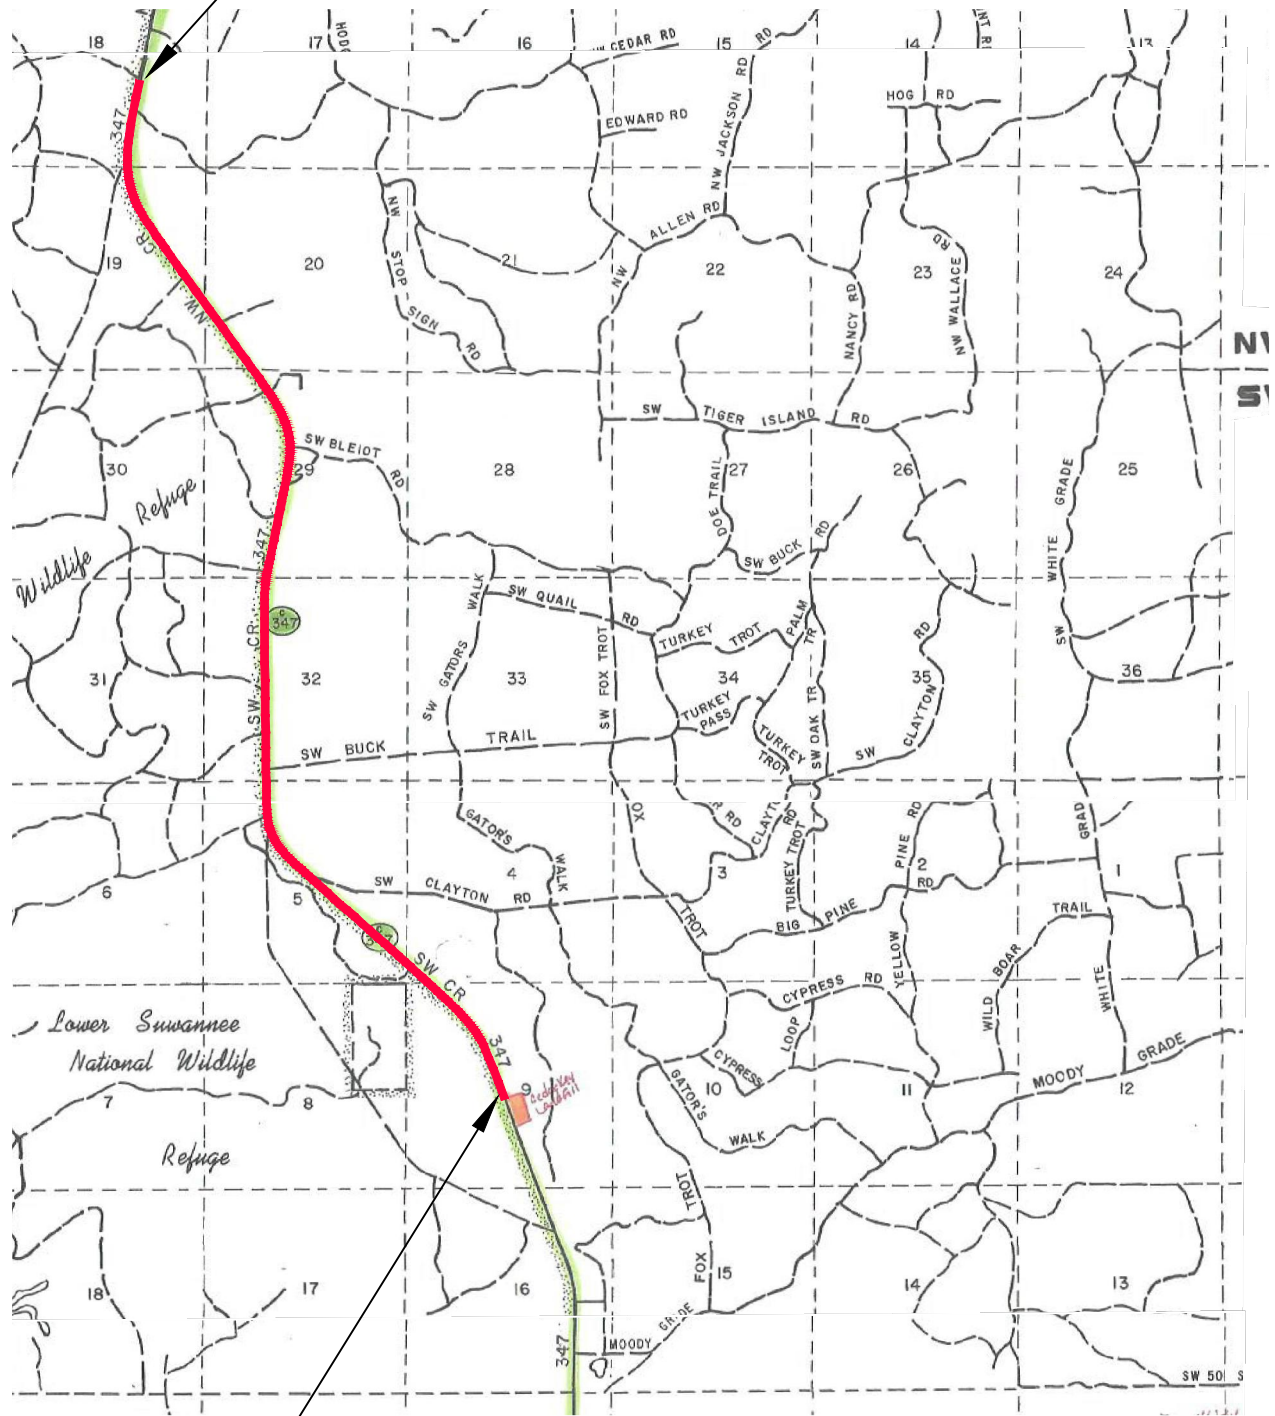 18
17
16
15
14
13
HODG
NW CEDAR RD
RD
NT RD
HOG RD
EDWARD RD
NW JACKSON RD
347
NW
STOP
SIGN
RD
ALLEN RD
NW
CR
NW
19
20
21
22
23
24
RD
NW WALLACE
NANCY RD
NW
SW
SW TIGER ISLAND RD
SW BLEIOT
RD
30
29
28
27
26
25
DOE TRAIL
GRADE
WHITE
SW
Refuge
Wildlife
347
SW BUCK RD
WALK
SW GATORS
SW QUAIL RD
C
347
SW CR
TURKEY TROT
PALM
TR
RD
SW FOX TROT
31
32
33
34
35
36
TURKEY
PASS
TURKEY
TROT
SW OAK TR
SW CLAYTON
SW BUCK TRAIL
OX
R RD
CLAYT
RD
PINE RD
GRAD
GATOR'S
WALK
TURKEY TROT
6
5
4
3
2
1
SW CLAYTON RD
RD
TROT
BIG PINE
TRAIL
YELLOW
BOAR
WILD
WHITE
SW CR
CYPRESS RD
LOOP
Lower Suwannee
National Wildlife
347
CYPRESS
MOODY GRADE
7
8
9
10
11
12
Cedar Key
Landfill
GATOR'S
WALK
Refuge
TROT
FOX
18
17
16
15
14
13
347
MOODY GRADE
SW 50 S